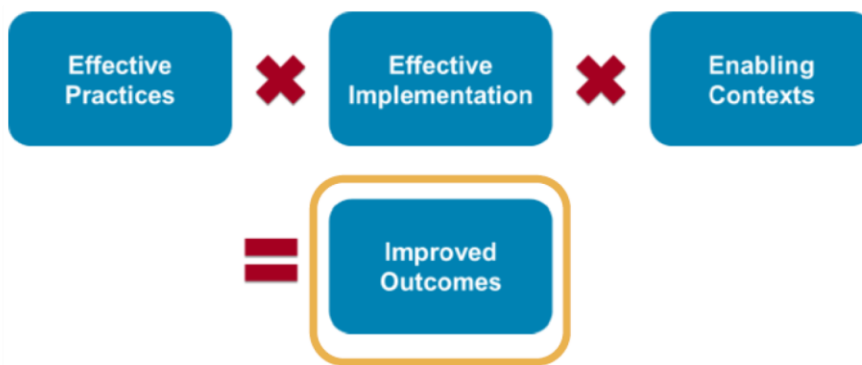 Effective
Practices
Effective
Implementation
Enabling
Contexts
Improved
Outcomes